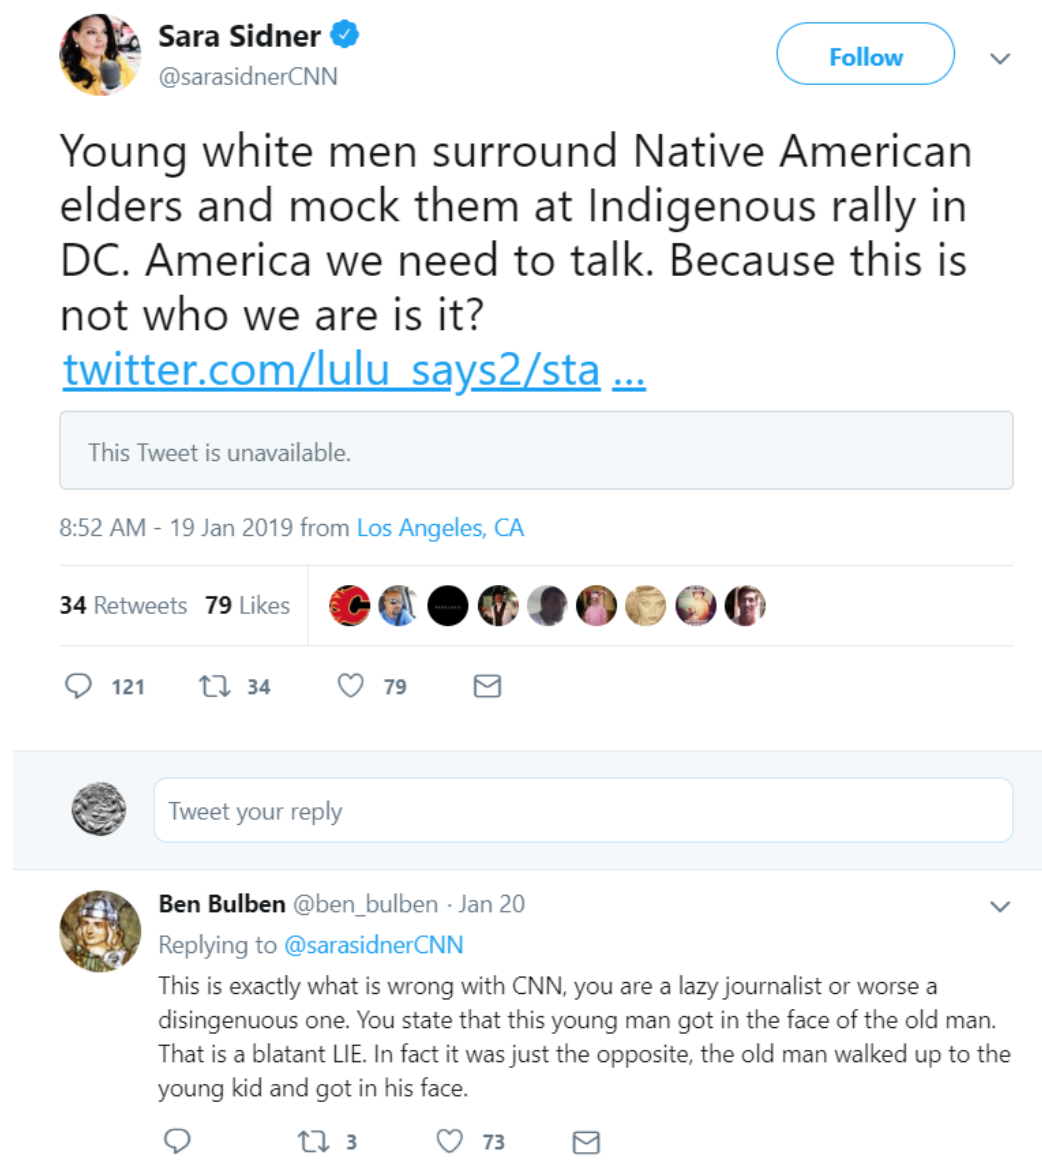 Sara Sidner
@sarasidnerCNN
Follow
Young white men surround Native American
elders and mock them at Indigenous rally in
DC. America we need to talk. Because this is
not who we are is it?
twitter.com/lulu_says2/sta ...
This Tweet is unavailable.
8:52 AM - 19 Jan 2019 from Los Angeles, CA
34 Retweets 79 Likes
121 34 79
Tweet your reply
Ben Bulben @ben_bulben · Jan 20
Replying to @sarasidnerCNN
This is exactly what is wrong with CNN, you are a lazy journalist or worse a
disingenuous one. You state that this young man got in the face of the old man.
That is a blatant LIE. In fact it was just the opposite, the old man walked up to the
young kid and got in his face.
3 73